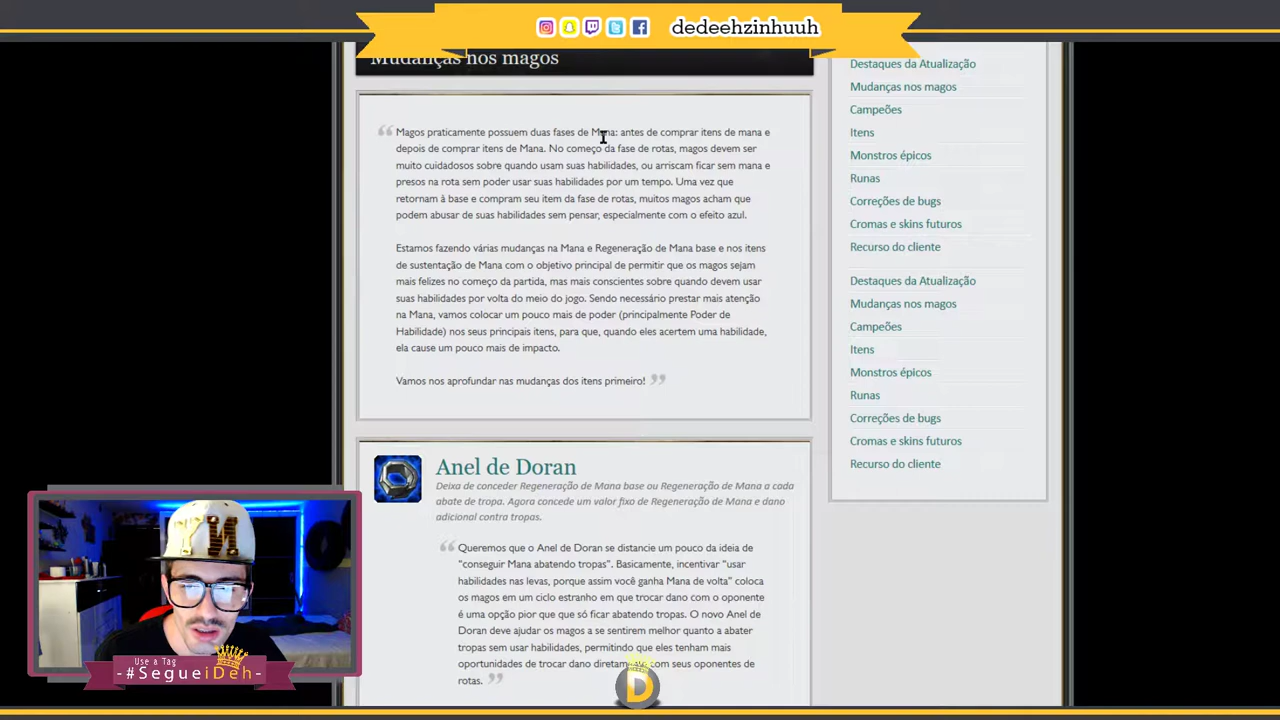 dedeehzinhuuh
Mudanças nos magos
Magos praticamente possuem duas fases de Mana: antes de comprar itens de mana e
depois de comprar itens de Mana. No começo da fase de rotas, magos devem ser
muito cuidadosos sobre quando usam suas habilidades, ou arriscam ficar sem mana e
presos na rota sem poder usar suas habilidades por um tempo. Uma vez que
retornam à base e compram seu item da fase de rotas, muitos magos acham que
podem abusar de suas habilidades sem pensar, especialmente com o efeito azul.
Estamos fazendo várias mudanças na Mana e Regeneração de Mana base e nos itens
de sustentação de Mana com o objetivo principal de permitir que os magos sejam
mais felizes no começo da partida, mas mais conscientes sobre quando devem usar
suas habilidades por volta do meio do jogo. Sendo necessário prestar mais atenção
na Mana, vamos colocar um pouco mais de poder (principalmente Poder de
Habilidade) nos seus principais itens, para que, quando eles acertem uma habilidade,
ela cause um pouco mais de impacto.
Vamos nos aprofundar nas mudanças dos itens primeiro!
Anel de Doran
Deixa de conceder Regeneração de Mana base ou Regeneração de Mana a cada
abate de tropa. Agora concede um valor fixo de Regeneração de Mana e dano
adicional contra tropas.
Queremos que o Anel de Doran se distancie um pouco da ideia de
"conseguir Mana abatendo tropas". Basicamente, incentivar "usar
habilidades nas levas, porque assim você ganha Mana de volta" coloca
os magos em um ciclo estranho em que trocar dano com o oponente
é uma opção pior que que só ficar abatendo tropas. O novo Anel de
Doran deve ajudar os magos a se sentirem melhor quanto a abater
tropas sem usar habilidades, permitindo que eles tenham mais
oportunidades de trocar dano diretamente com seus oponentes de
rotas.
Destaques da Atualização
Mudanças nos magos
Campeões
Itens
Monstros épicos
Runas
Correções de bugs
Cromas e skins futuros
Recurso do cliente
Destaques da Atualização
Mudanças nos magos
Campeões
Itens
Monstros épicos
Runas
Correções de bugs
Cromas e skins futuros
Recurso do cliente
YN
Use a Tag
-#SegueiDeh-
D